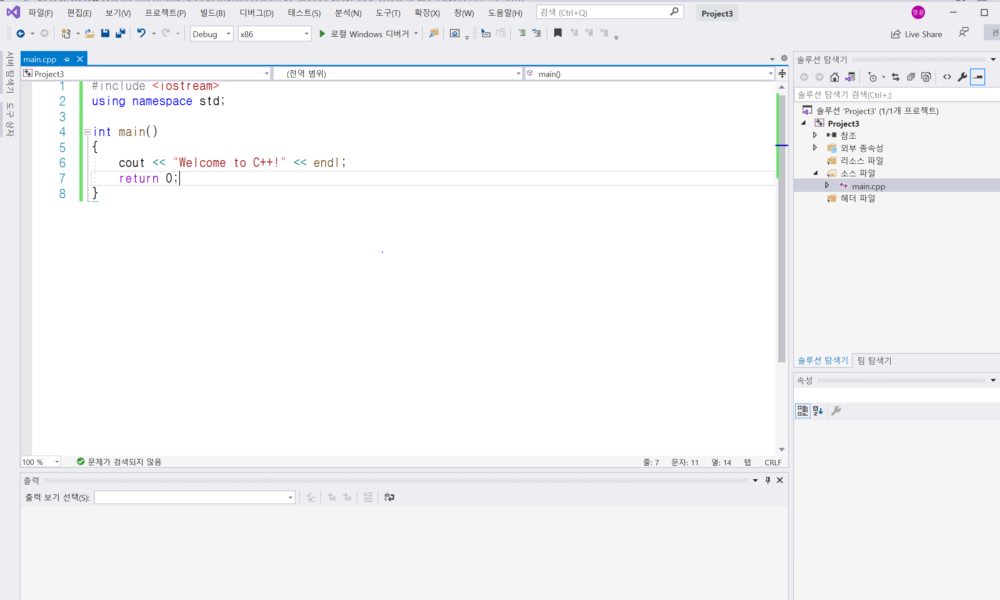 파일(F) 편집(E) 보기(V) 프로젝트(P) 빌드(B) 디버그(D) 테스트(S) 분석(N) 도구(T) 확장(X) 창(W) 도움말(H) 검색 (Ctrl+Q) Project3 영윤
Debug x86 로컬 Windows 디버거 Live Share 관
서버 탐색기
도구 상자
main.cpp
Project3 (전역 범위) main()
1 #include <iostream>
2 using namespace std;
3
4 int main()
5 {
6 cout << "Welcome to C++!" << endl;
7 return 0;
8 }
100 % 문제가 검색되지 않음 줄: 7 문자: 11 열: 14 탭 CRLF
출력
출력 보기 선택(S):
솔루션 탐색기
솔루션 탐색기 검색(Ctrl+;)
솔루션 'Project3' (1/1개 프로젝트)
Project3
참조
외부 종속성
리소스 파일
소스 파일
main.cpp
헤더 파일
솔루션 탐색기 팀 탐색기
속성